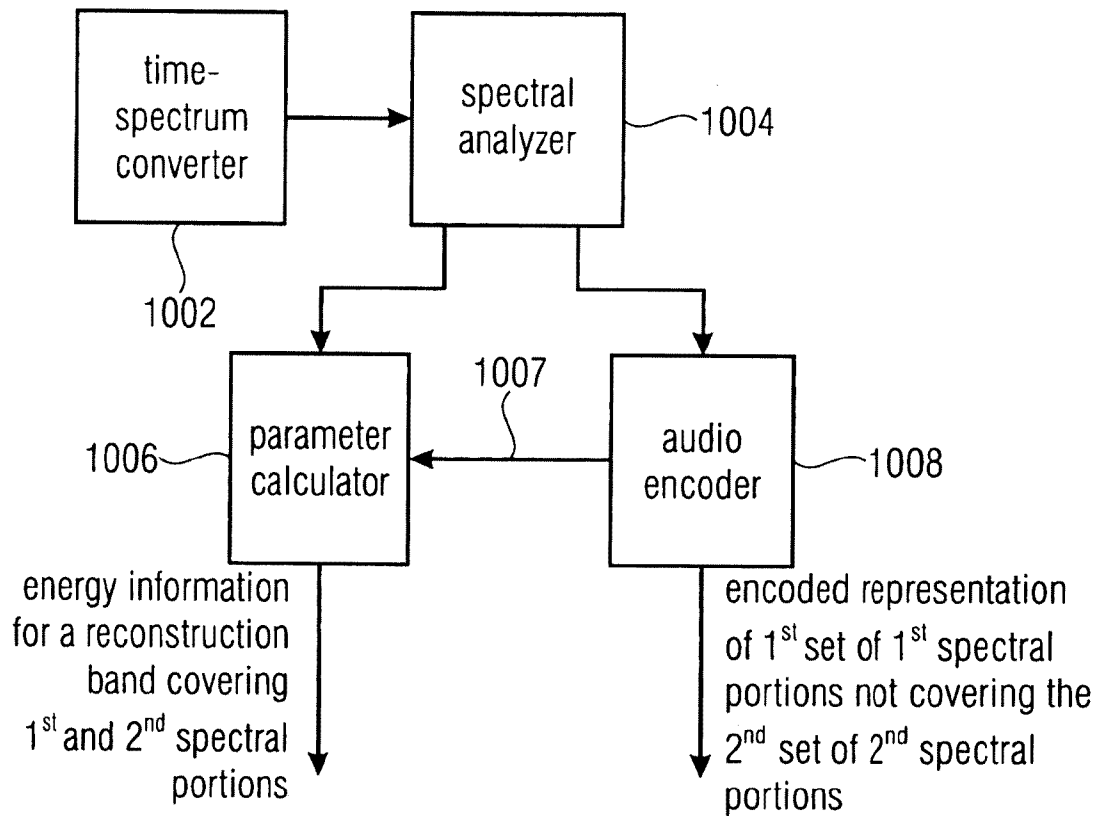 time-
spectrum
converter
spectral
analyzer
1004
1002
1007
parameter
calculator
1006
audio
encoder
1008
energy information
for a reconstruction
band covering
1st and 2nd spectral
portions
encoded representation
of 1st set of 1st spectral
portions not covering the
2nd set of 2nd spectral
portions